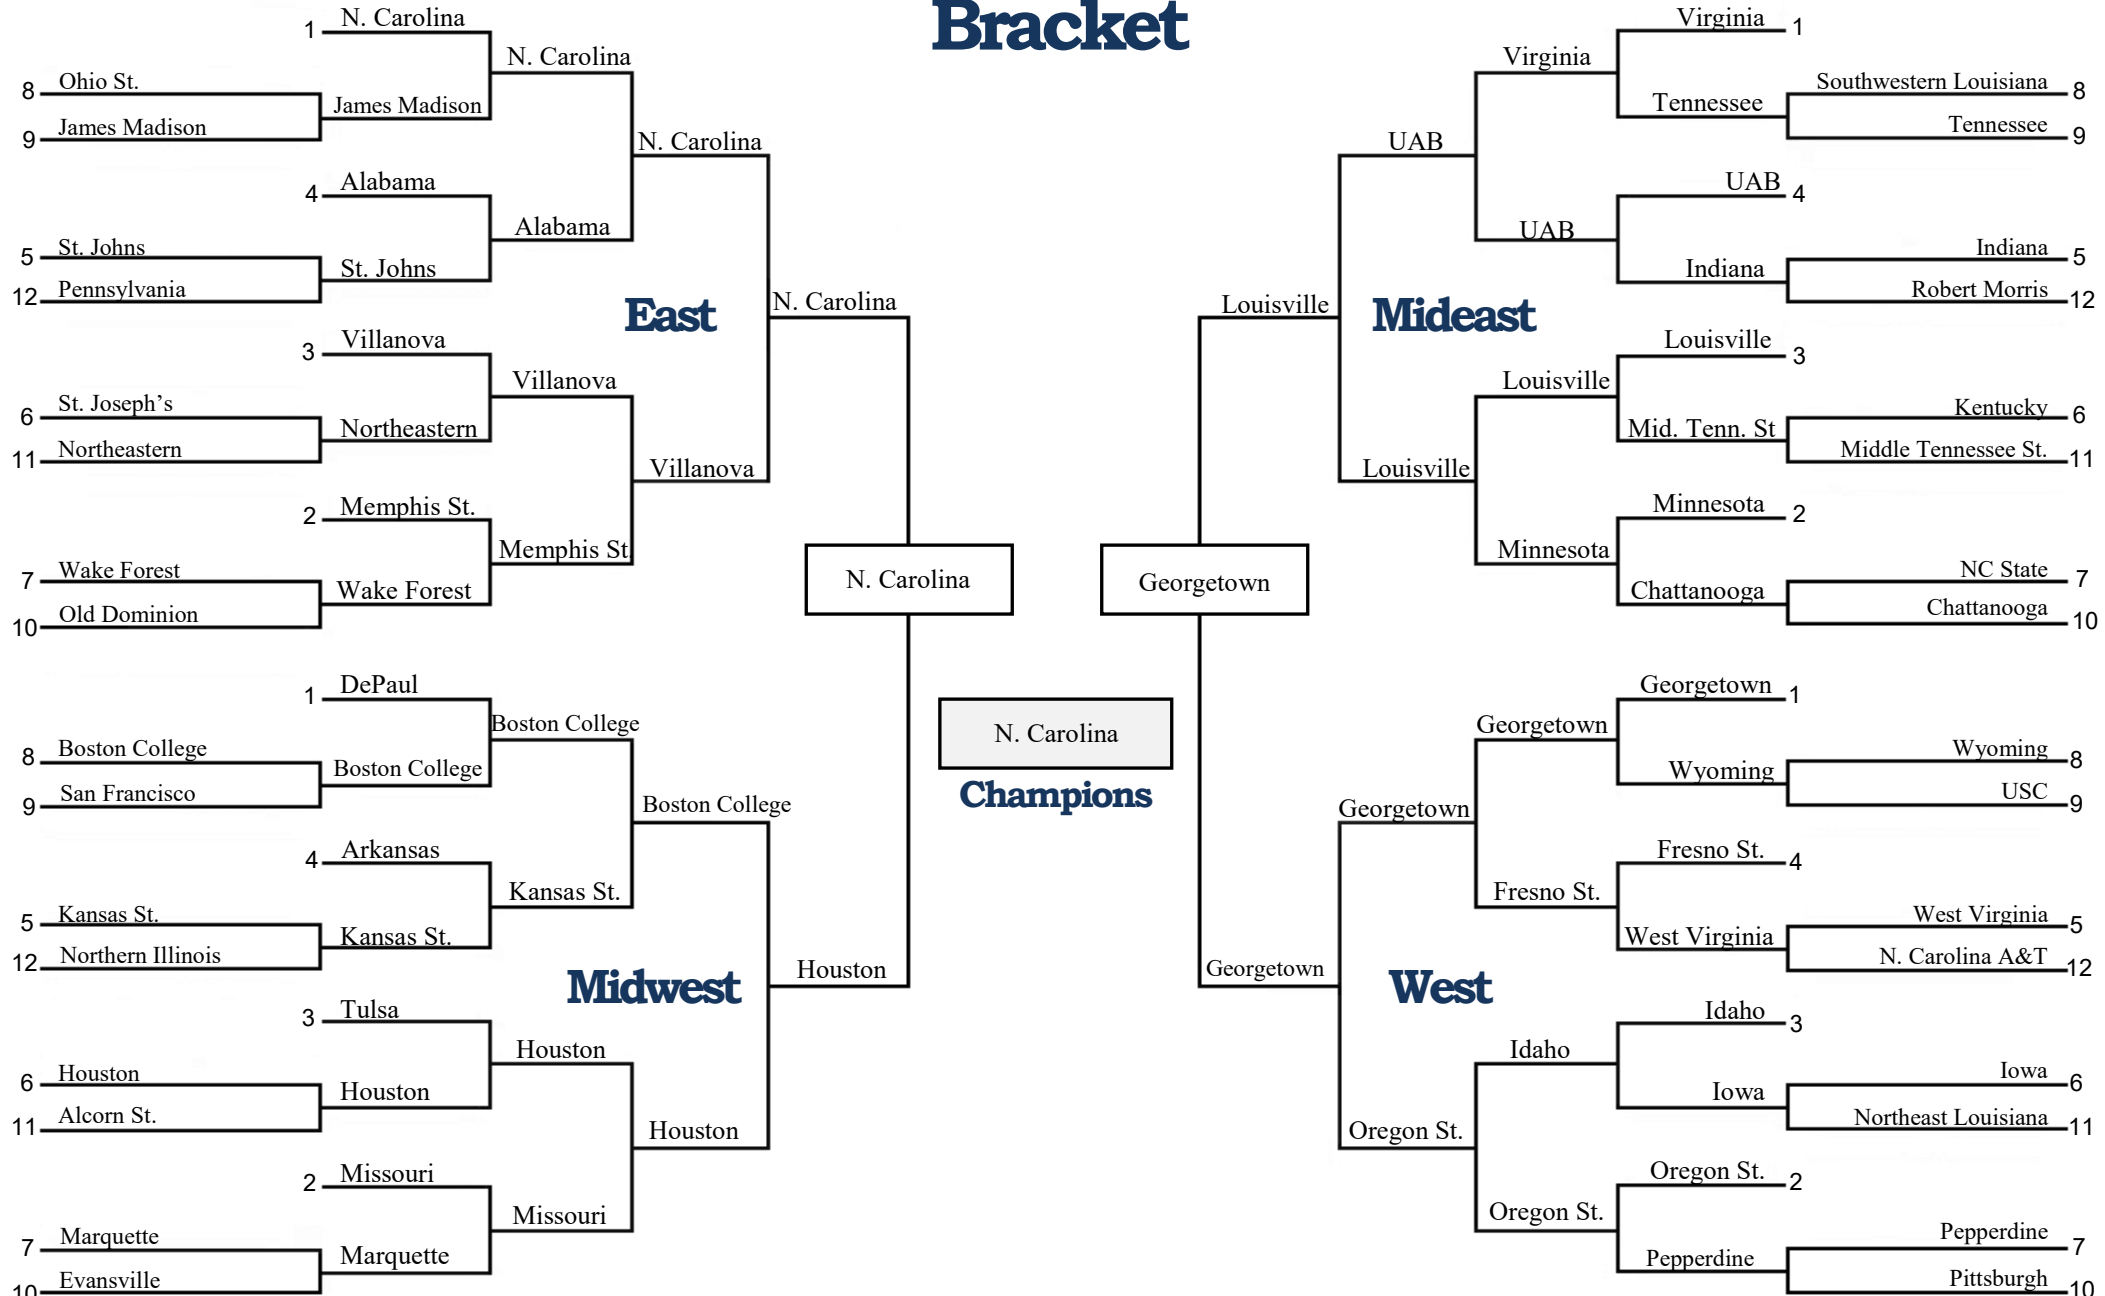 Bracket
1 N. Carolina
8 Ohio St.
9 James Madison
James Madison
N. Carolina
4 Alabama
5 St. Johns
12 Pennsylvania
St. Johns
Alabama
N. Carolina
3 Villanova
6 St. Joseph’s
11 Northeastern
Northeastern
Villanova
2 Memphis St.
7 Wake Forest
10 Old Dominion
Wake Forest
Memphis St.
Villanova
East
N. Carolina
1 DePaul
8 Boston College
9 San Francisco
Boston College
Boston College
4 Arkansas
5 Kansas St.
12 Northern Illinois
Kansas St.
Kansas St.
Boston College
3 Tulsa
6 Houston
11 Alcorn St.
Houston
Houston
2 Missouri
7 Marquette
10 Evansville
Marquette
Missouri
Houston
Midwest
Houston
N. Carolina
Georgetown
N. Carolina
Champions
Virginia 1
Southwestern Louisiana 8
Tennessee 9
Tennessee
Virginia
UAB 4
Indiana 5
Robert Morris 12
Indiana
UAB
UAB
Louisville 3
Kentucky 6
Middle Tennessee St. 11
Mid. Tenn. St
Louisville
Minnesota 2
NC State 7
Chattanooga 10
Chattanooga
Minnesota
Louisville
Mideast
Louisville
Georgetown 1
Wyoming 8
USC 9
Wyoming
Georgetown
Fresno St. 4
West Virginia 5
N. Carolina A&T 12
West Virginia
Fresno St.
Georgetown
Idaho 3
Iowa 6
Northeast Louisiana 11
Iowa
Idaho
Oregon St. 2
Pepperdine 7
Pittsburgh 10
Pepperdine
Oregon St.
Oregon St.
West
Georgetown